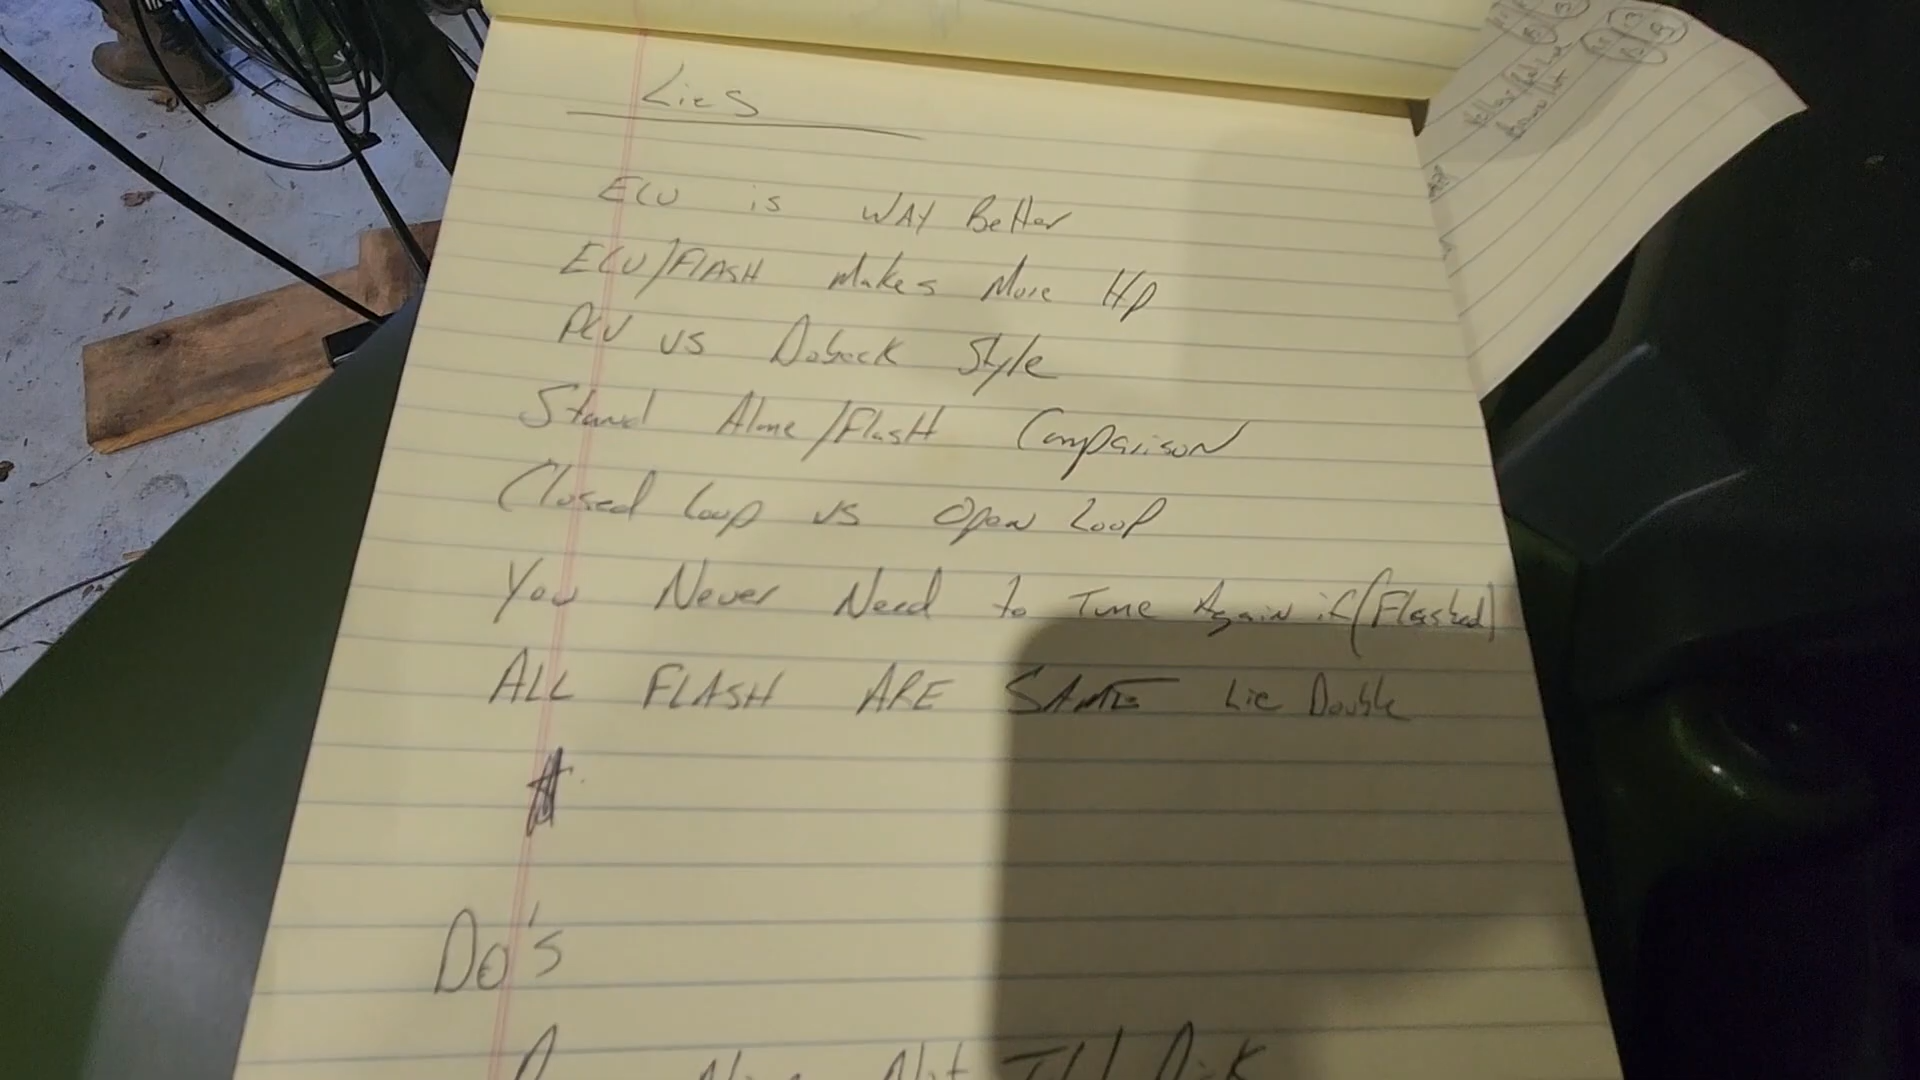 Lies
ECU is WAY Better
ECU/FLASH Makes More Hp
PCV vs Dobeck Style
Stand Alone/Flash Comparison
Closed Loop vs Open Loop
You Never Need to Tune Again if (Flashed)
ALL FLASH ARE SAME Lie Double
Do's